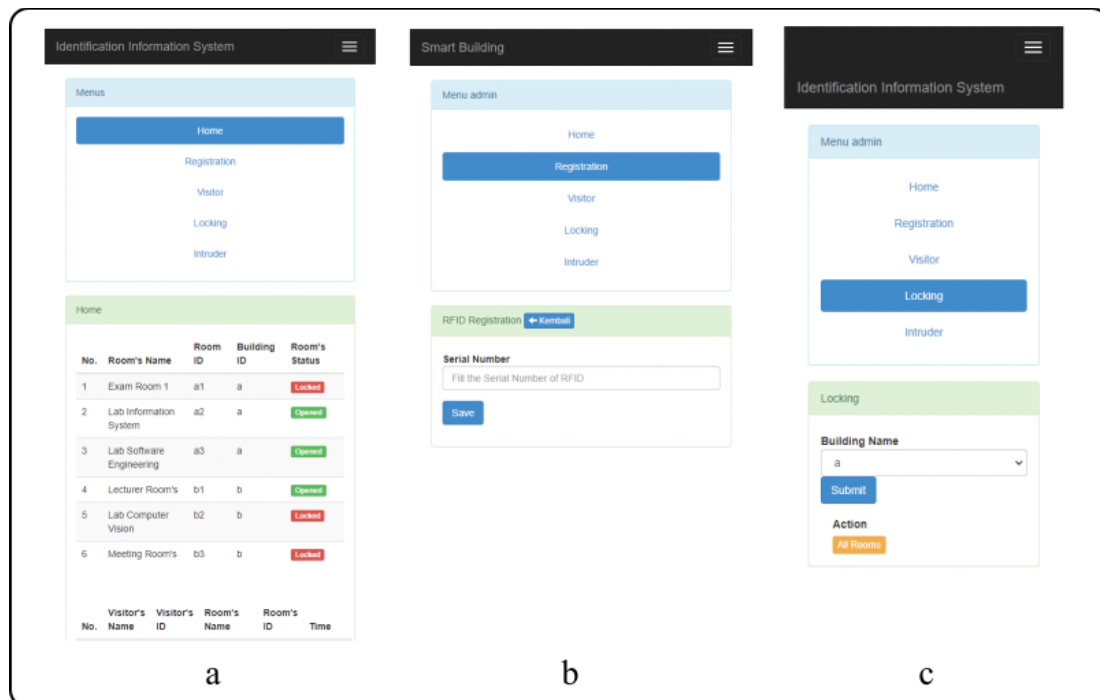 Identification Information System
Menus
Home
Registration
Visitor
Locking
Intruder
Home
No. Room's Name Room ID Building ID Room's Status
1 Exam Room 1 a1 a Locked
2 Lab Information System a2 a Opened
3 Lab Software Engineering a3 a Opened
4 Lecturer Room's b1 b Opened
5 Lab Computer Vision b2 b Locked
6 Meeting Room's b3 b Locked
No. Visitor's Name Visitor's ID Room's Name Room's ID Time
a
Smart Building
Menu admin
Home
Registration
Visitor
Locking
Intruder
RFID Registration Kembali
Serial Number
Fill the Serial Number of RFID
Save
b
Identification Information System
Menu admin
Home
Registration
Visitor
Locking
Intruder
Locking
Building Name
a
Submit
Action
All Rooms
c